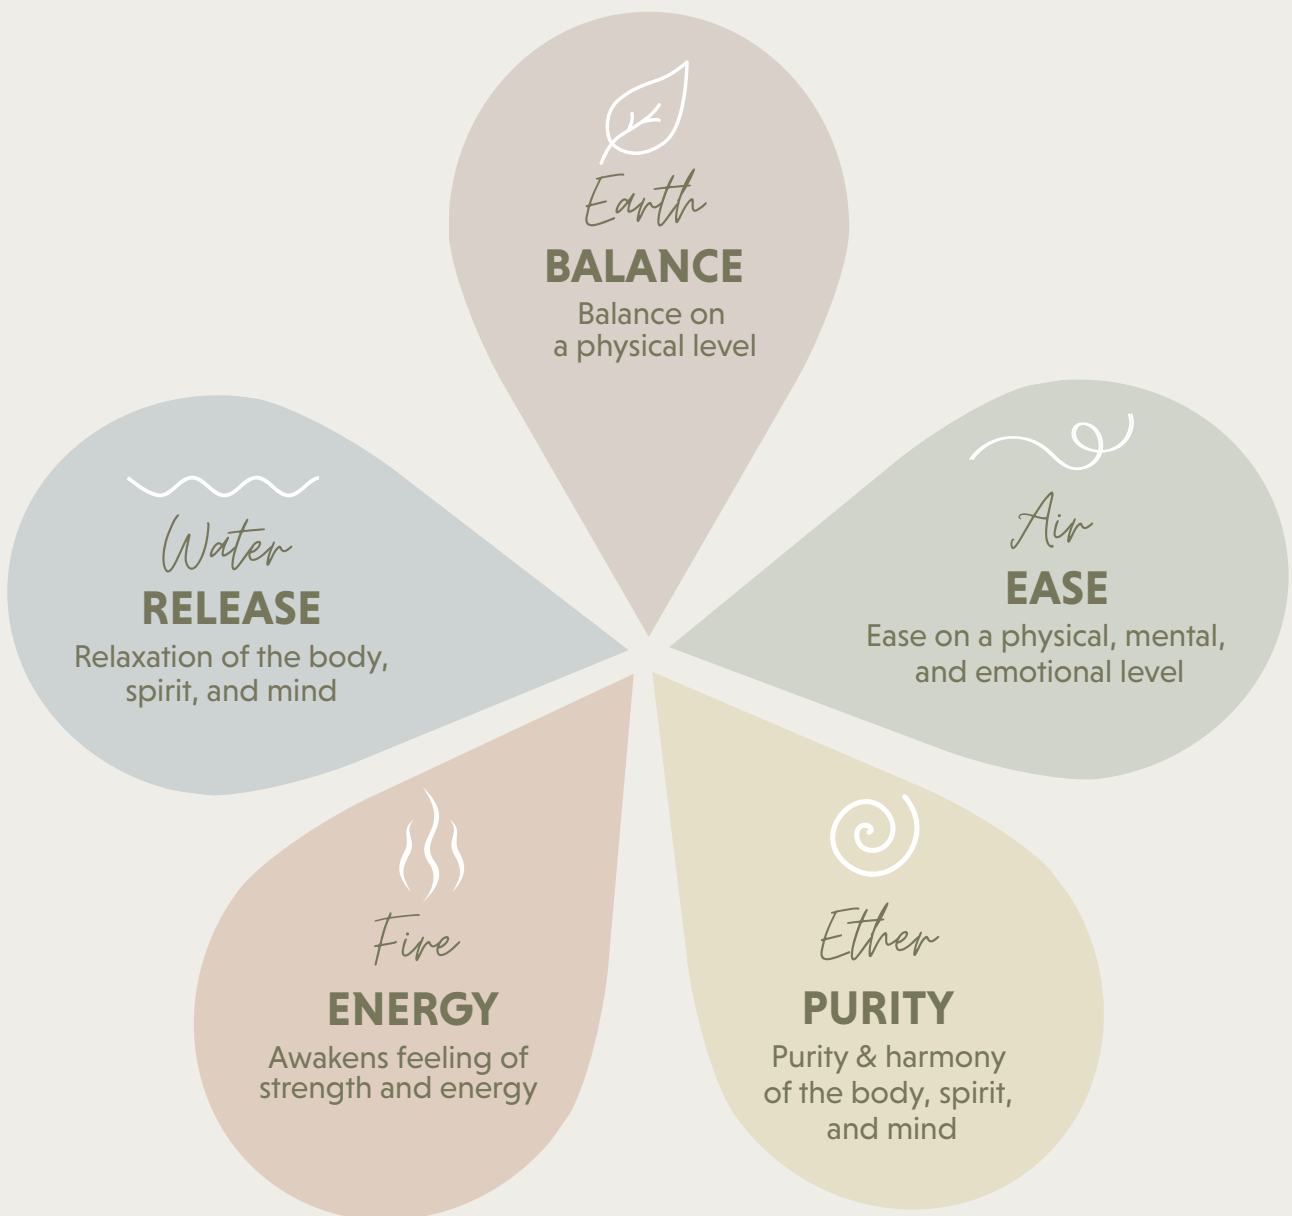 Earth
BALANCE
Balance on
a physical level
Water
RELEASE
Relaxation of the body,
spirit, and mind
Air
EASE
Ease on a physical, mental,
and emotional level
Fire
ENERGY
Awakens feeling of
strength and energy
Ether
PURITY
Purity & harmony
of the body, spirit,
and mind